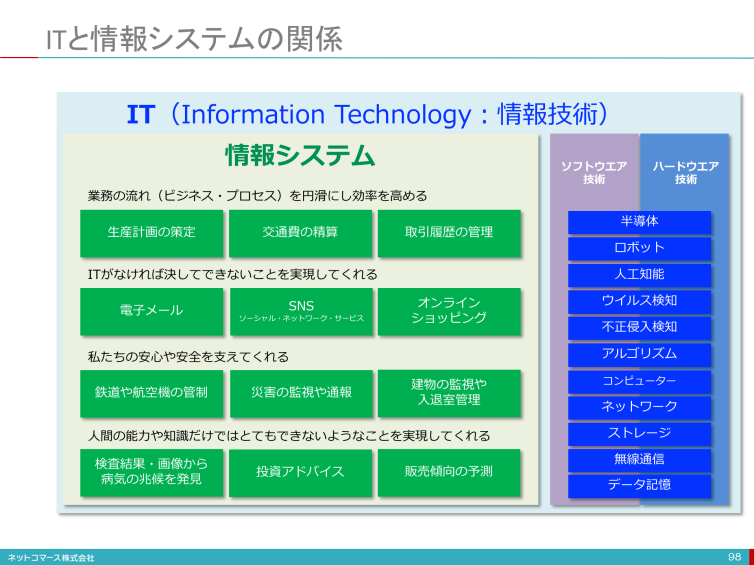 ITと情報システムの関係
IT（Information Technology：情報技術）
情報システム
業務の流れ（ビジネス・プロセス）を円滑にし効率を高める
生産計画の策定
交通費の精算
取引履歴の管理
ITがなければ決してできないことを実現してくれる
電子メール
SNS
ソーシャル・ネットワーク・サービス
オンライン
ショッピング
私たちの安心や安全を支えてくれる
鉄道や航空機の管制
災害の監視や通報
建物の監視や
入退室管理
人間の能力や知識だけではとてもできないようなことを実現してくれる
検査結果・画像から
病気の兆候を発見
投資アドバイス
販売傾向の予測
ソフトウエア
技術
ハードウエア
技術
半導体
ロボット
人工知能
ウイルス検知
不正侵入検知
アルゴリズム
コンピューター
ネットワーク
ストレージ
無線通信
データ記憶
ネットコマース株式会社
98